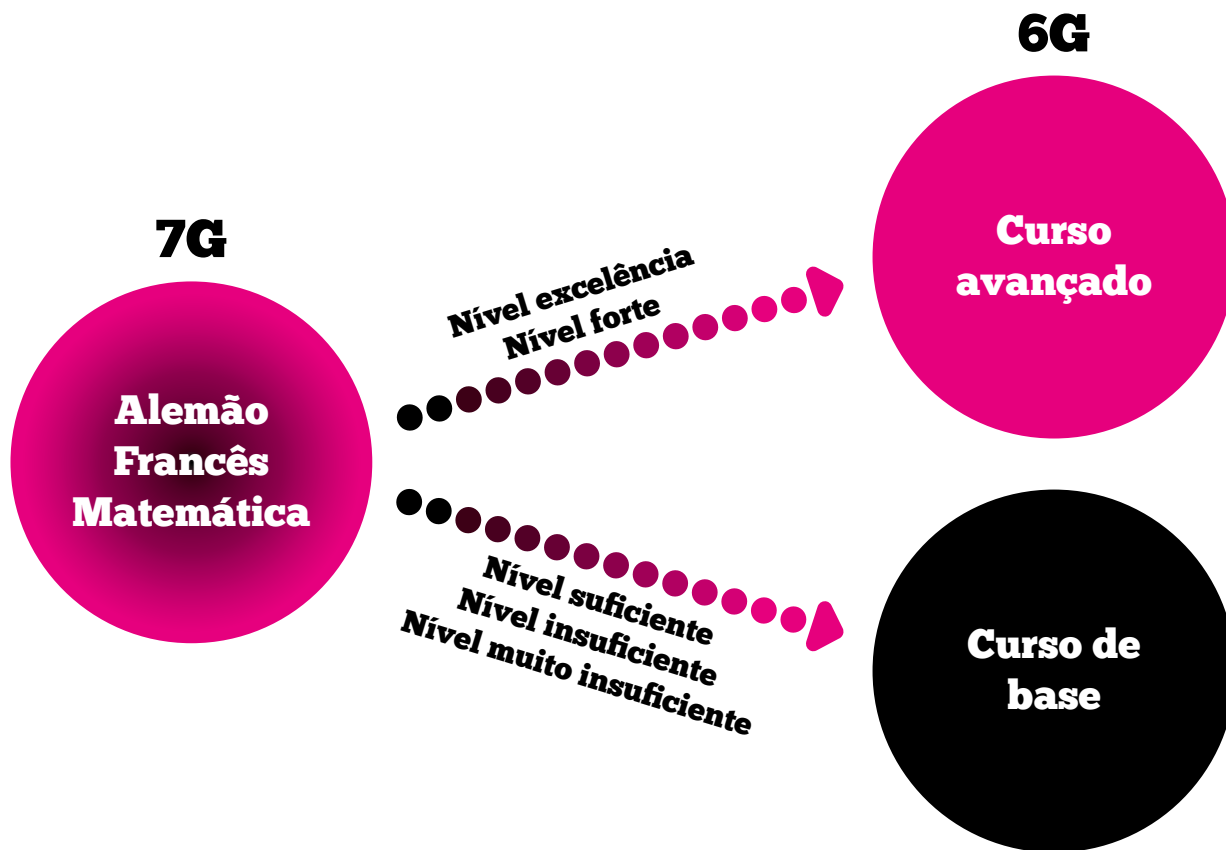 7G
Alemão
Francês
Matemática
Nível excelência
Nível forte
Nível suficiente
Nível insuficiente
Nível muito insuficiente
6G
Curso
avançado
Curso de
base